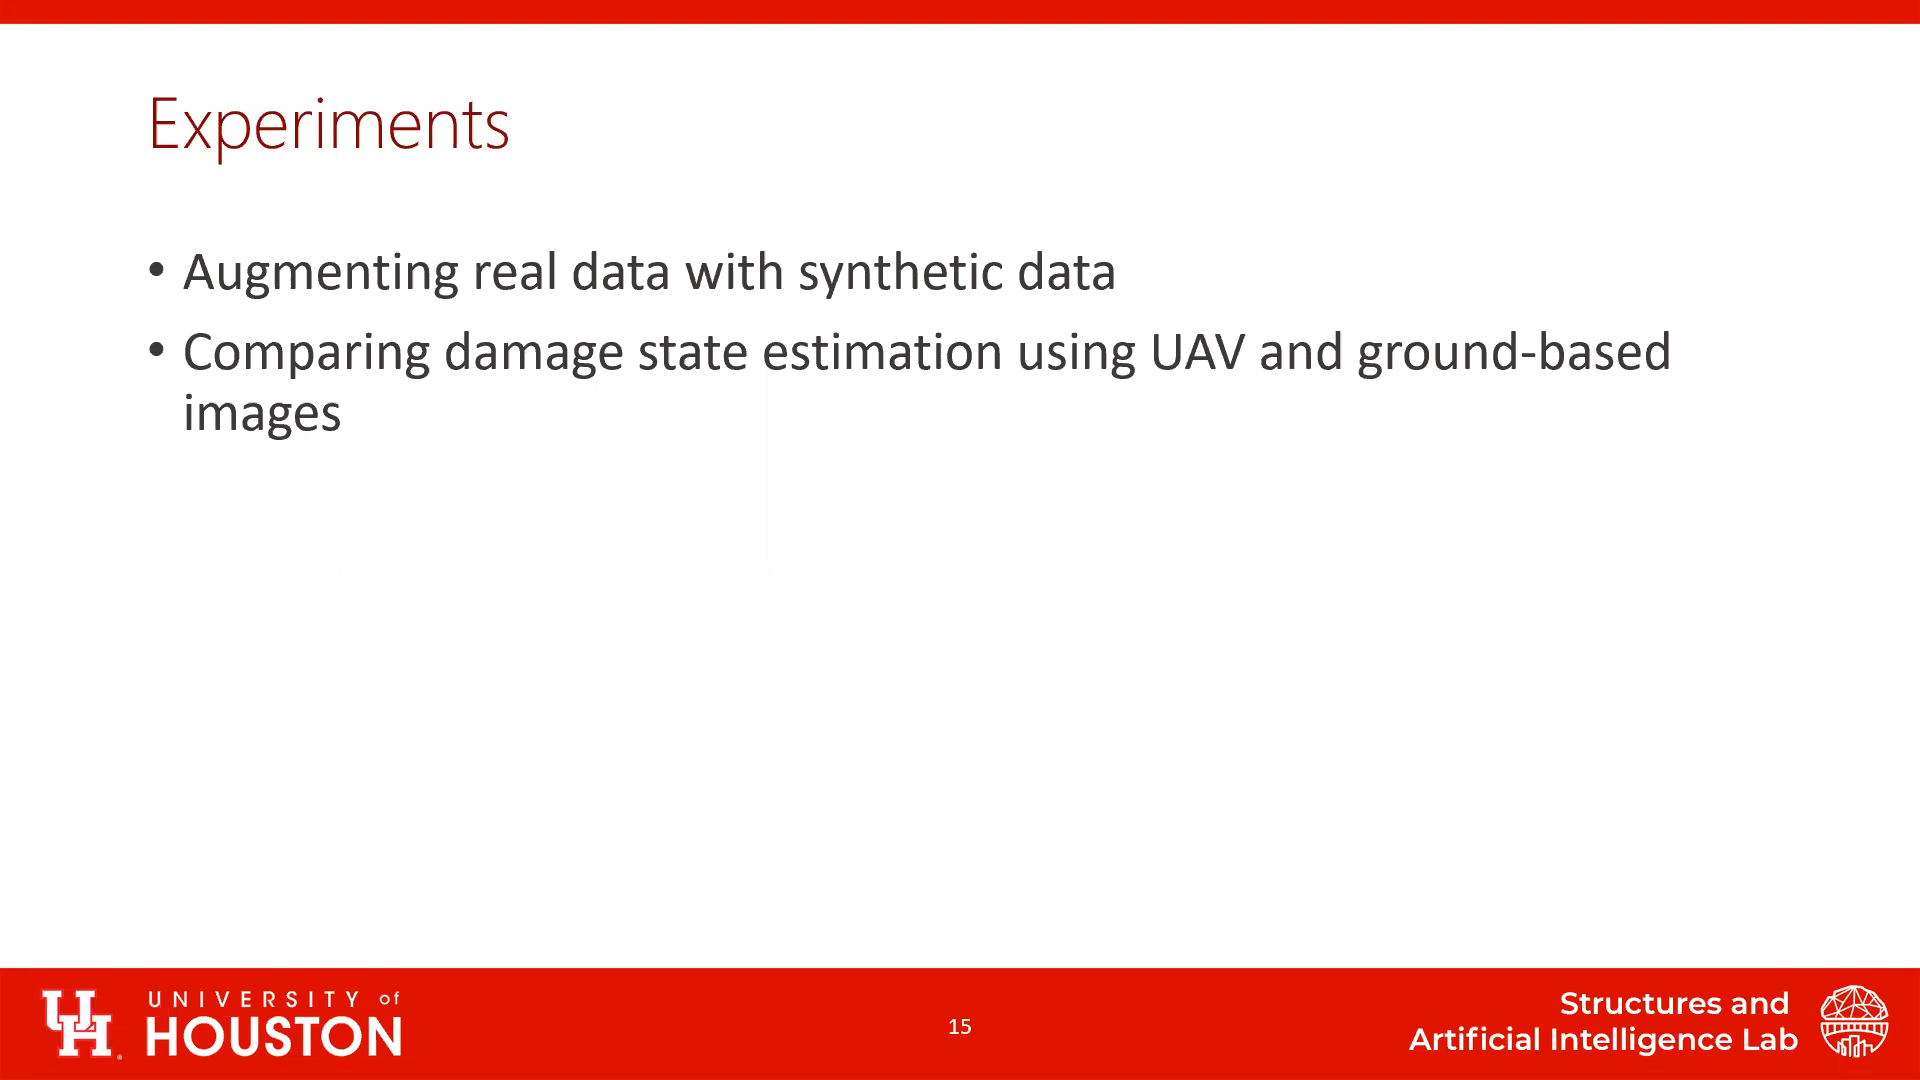 Experiments
• Augmenting real data with synthetic data
• Comparing damage state estimation using UAV and ground-based
images
UNIVERSITY of
HOUSTON
15
Structures and
Artificial Intelligence Lab